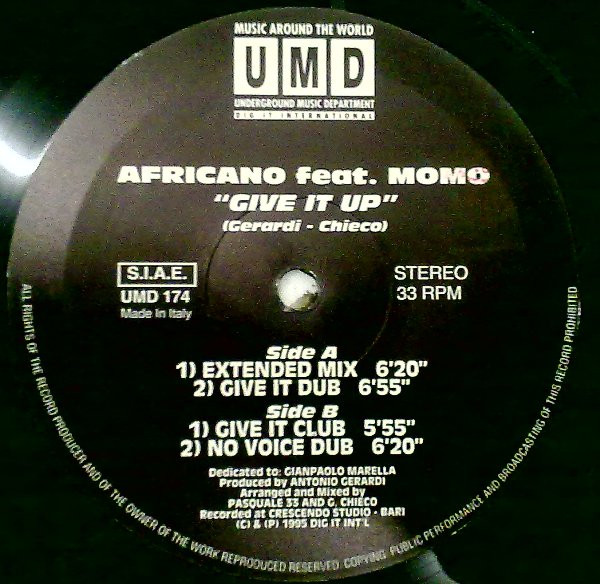 MUSIC AROUND THE WORLD
UMD
UNDERGROUND MUSIC DEPARTMENT
DIG IT INTERNATIONAL
AFRICANO feat. MOMO
"GIVE IT UP"
(Gerardi - Chieco)
S.I.A.E.
UMD 174
Made in Italy
STEREO
33 RPM
Side A
1) EXTENDED MIX 6'20"
2) GIVE IT DUB 6'55"
Side B
1) GIVE IT CLUB 5'55"
2) NO VOICE DUB 6'20"
Dedicated to: GIANPAOLO MARELLA
Produced by ANTONIO GERARDI
Arranged and Mixed by
PASQUALE 33 AND G. CHIECO
Recorded at CRESCENDO STUDIO - BARI
(C) & (P) 1995 DIG IT INT'L
ALL RIGHTS OF THE RECORD PRODUCER AND OF THE OWNER OF THE WORK REPRODUCED RESERVED. COPYING, PUBLIC PERFORMANCE AND BROADCASTING OF THIS RECORD PROHIBITED